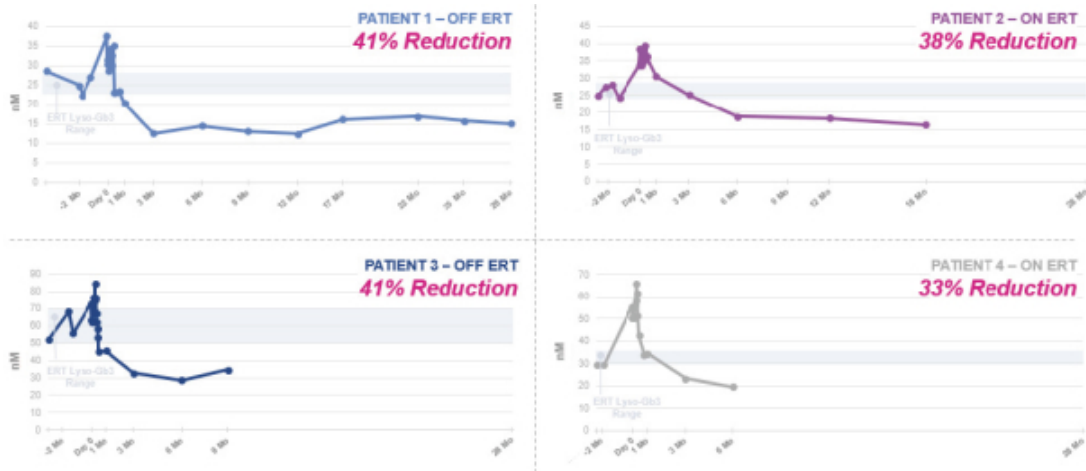 PATIENT 1 – OFF ERT
41% Reduction
40
35
30
25
20
15
10
5
0
nM
ERT Lyso-Gb3
Range
-2 Mo
Day 0
1 Mo
3 Mo
6 Mo
9 Mo
12 Mo
17 Mo
28 Mo
PATIENT 2 – ON ERT
38% Reduction
45
40
35
30
25
20
15
10
5
0
nM
ERT Lyso-Gb3
Range
-2 Mo
Day 0
1 Mo
3 Mo
6 Mo
9 Mo
12 Mo
18 Mo
28 Mo
PATIENT 3 – OFF ERT
41% Reduction
90
80
70
60
50
40
30
20
10
0
nM
ERT Lyso-Gb3
Range
-2 Mo
Day 0
1 Mo
3 Mo
6 Mo
9 Mo
28 Mo
PATIENT 4 – ON ERT
33% Reduction
70
60
50
40
30
20
10
0
nM
ERT Lyso-Gb3
Range
-2 Mo
Day 0
1 Mo
3 Mo
6 Mo
28 Mo